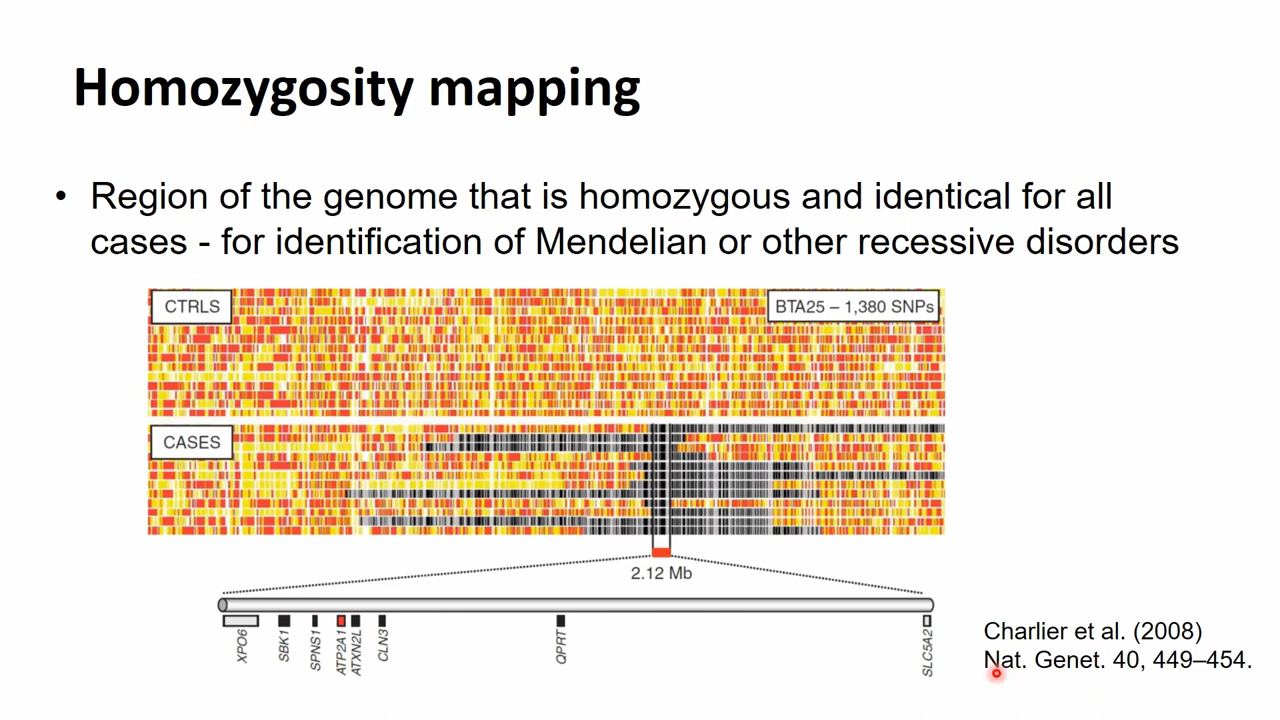 Homozygosity mapping
• Region of the genome that is homozygous and identical for all
cases - for identification of Mendelian or other recessive disorders
CTRLS
BTA25 – 1,380 SNPs
CASES
2.12 Mb
XPO6
SBK1
SPNS1
ATP2A1
ATXN2L
CLN3
QPRT
SLC5A2
Charlier et al. (2008)
Nat. Genet. 40, 449–454.